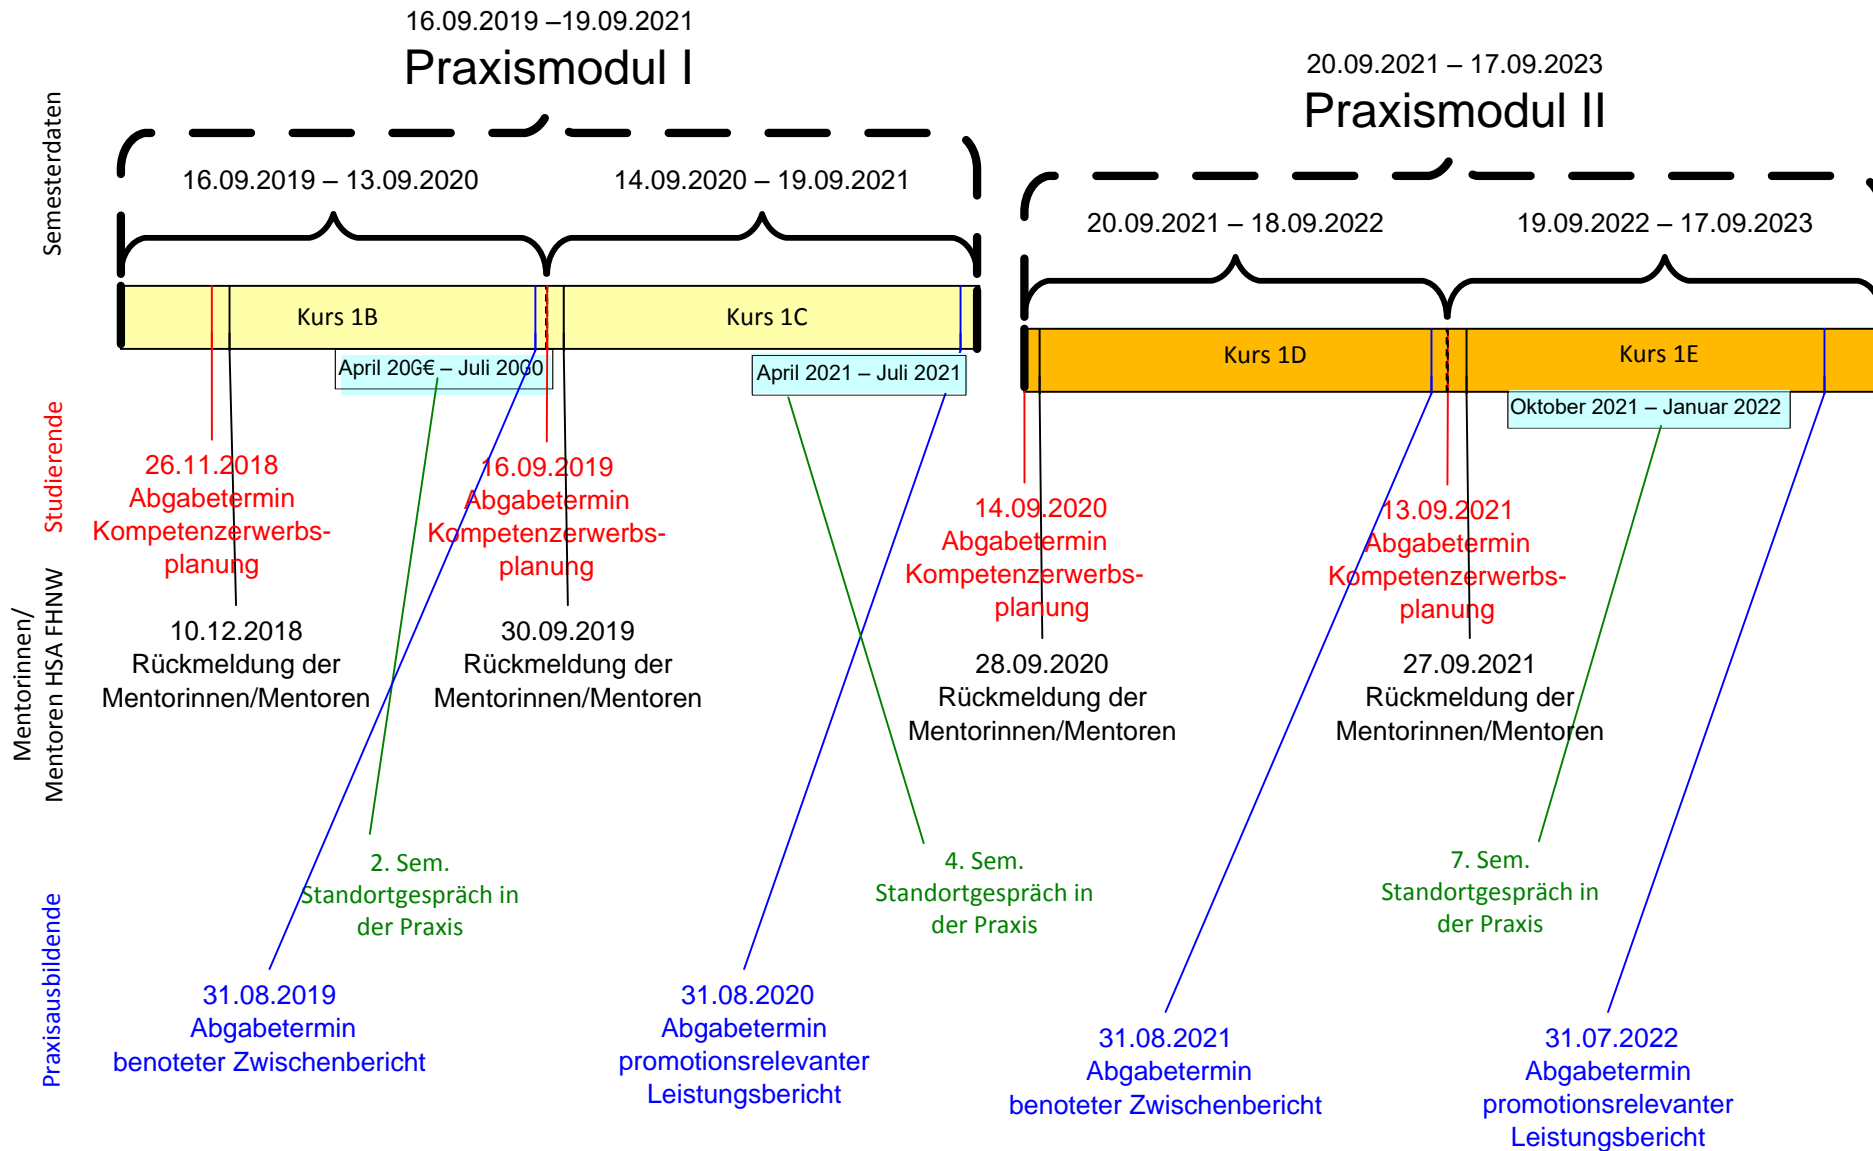 16.09.2019 –19.09.2021
Praxismodul I
20.09.2021 – 17.09.2023
Praxismodul II
Semesterdaten
16.09.2019 – 13.09.2020
14.09.2020 – 19.09.2021
20.09.2021 – 18.09.2022
19.09.2022 – 17.09.2023
Kurs 1B
Kurs 1C
Kurs 1D
Kurs 1E
April – Juli
April 2021 – Juli 2021
Oktober 2021 – Januar 2022
Studierende
26.11.2018
Abgabetermin
Kompetenzerwerbs-
planung
16.09.2019
Abgabetermin
Kompetenzerwerbs-
planung
14.09.2020
Abgabetermin
Kompetenzerwerbs-
planung
13.09.2021
Abgabetermin
Kompetenzerwerbs-
planung
Mentorinnen/
Mentoren HSA FHNW
10.12.2018
Rückmeldung der
Mentorinnen/Mentoren
30.09.2019
Rückmeldung der
Mentorinnen/Mentoren
28.09.2020
Rückmeldung der
Mentorinnen/Mentoren
27.09.2021
Rückmeldung der
Mentorinnen/Mentoren
2. Sem.
Standortgespräch in
der Praxis
4. Sem.
Standortgespräch in
der Praxis
7. Sem.
Standortgespräch in
der Praxis
Praxisausbildende
31.08.2019
Abgabetermin
benoteter Zwischenbericht
31.08.2020
Abgabetermin
promotionsrelevanter
Leistungsbericht
31.08.2021
Abgabetermin
benoteter Zwischenbericht
31.07.2022
Abgabetermin
promotionsrelevanter
Leistungsbericht